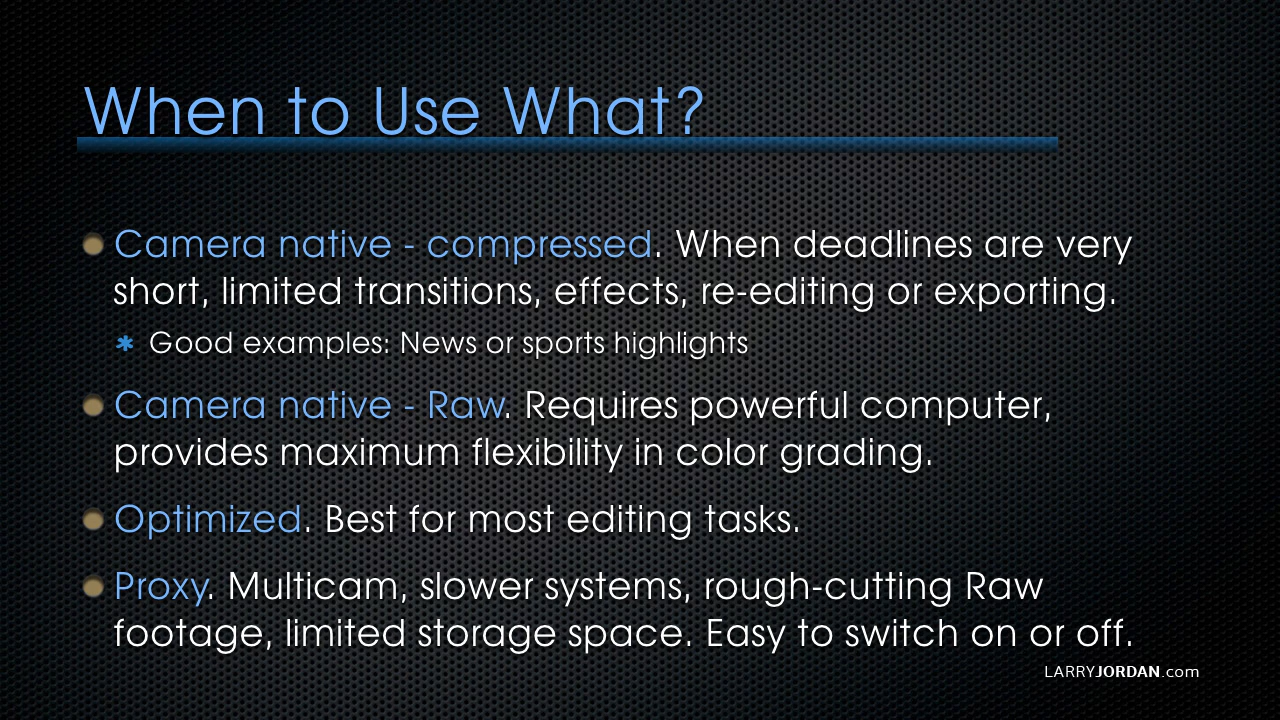 When to Use What?
Camera native - compressed. When deadlines are very
short, limited transitions, effects, re-editing or exporting.
Good examples: News or sports highlights
Camera native - Raw. Requires powerful computer,
provides maximum flexibility in color grading.
Optimized. Best for most editing tasks.
Proxy. Multicam, slower systems, rough-cutting Raw
footage, limited storage space. Easy to switch on or off.
LARRYJORDAN.com